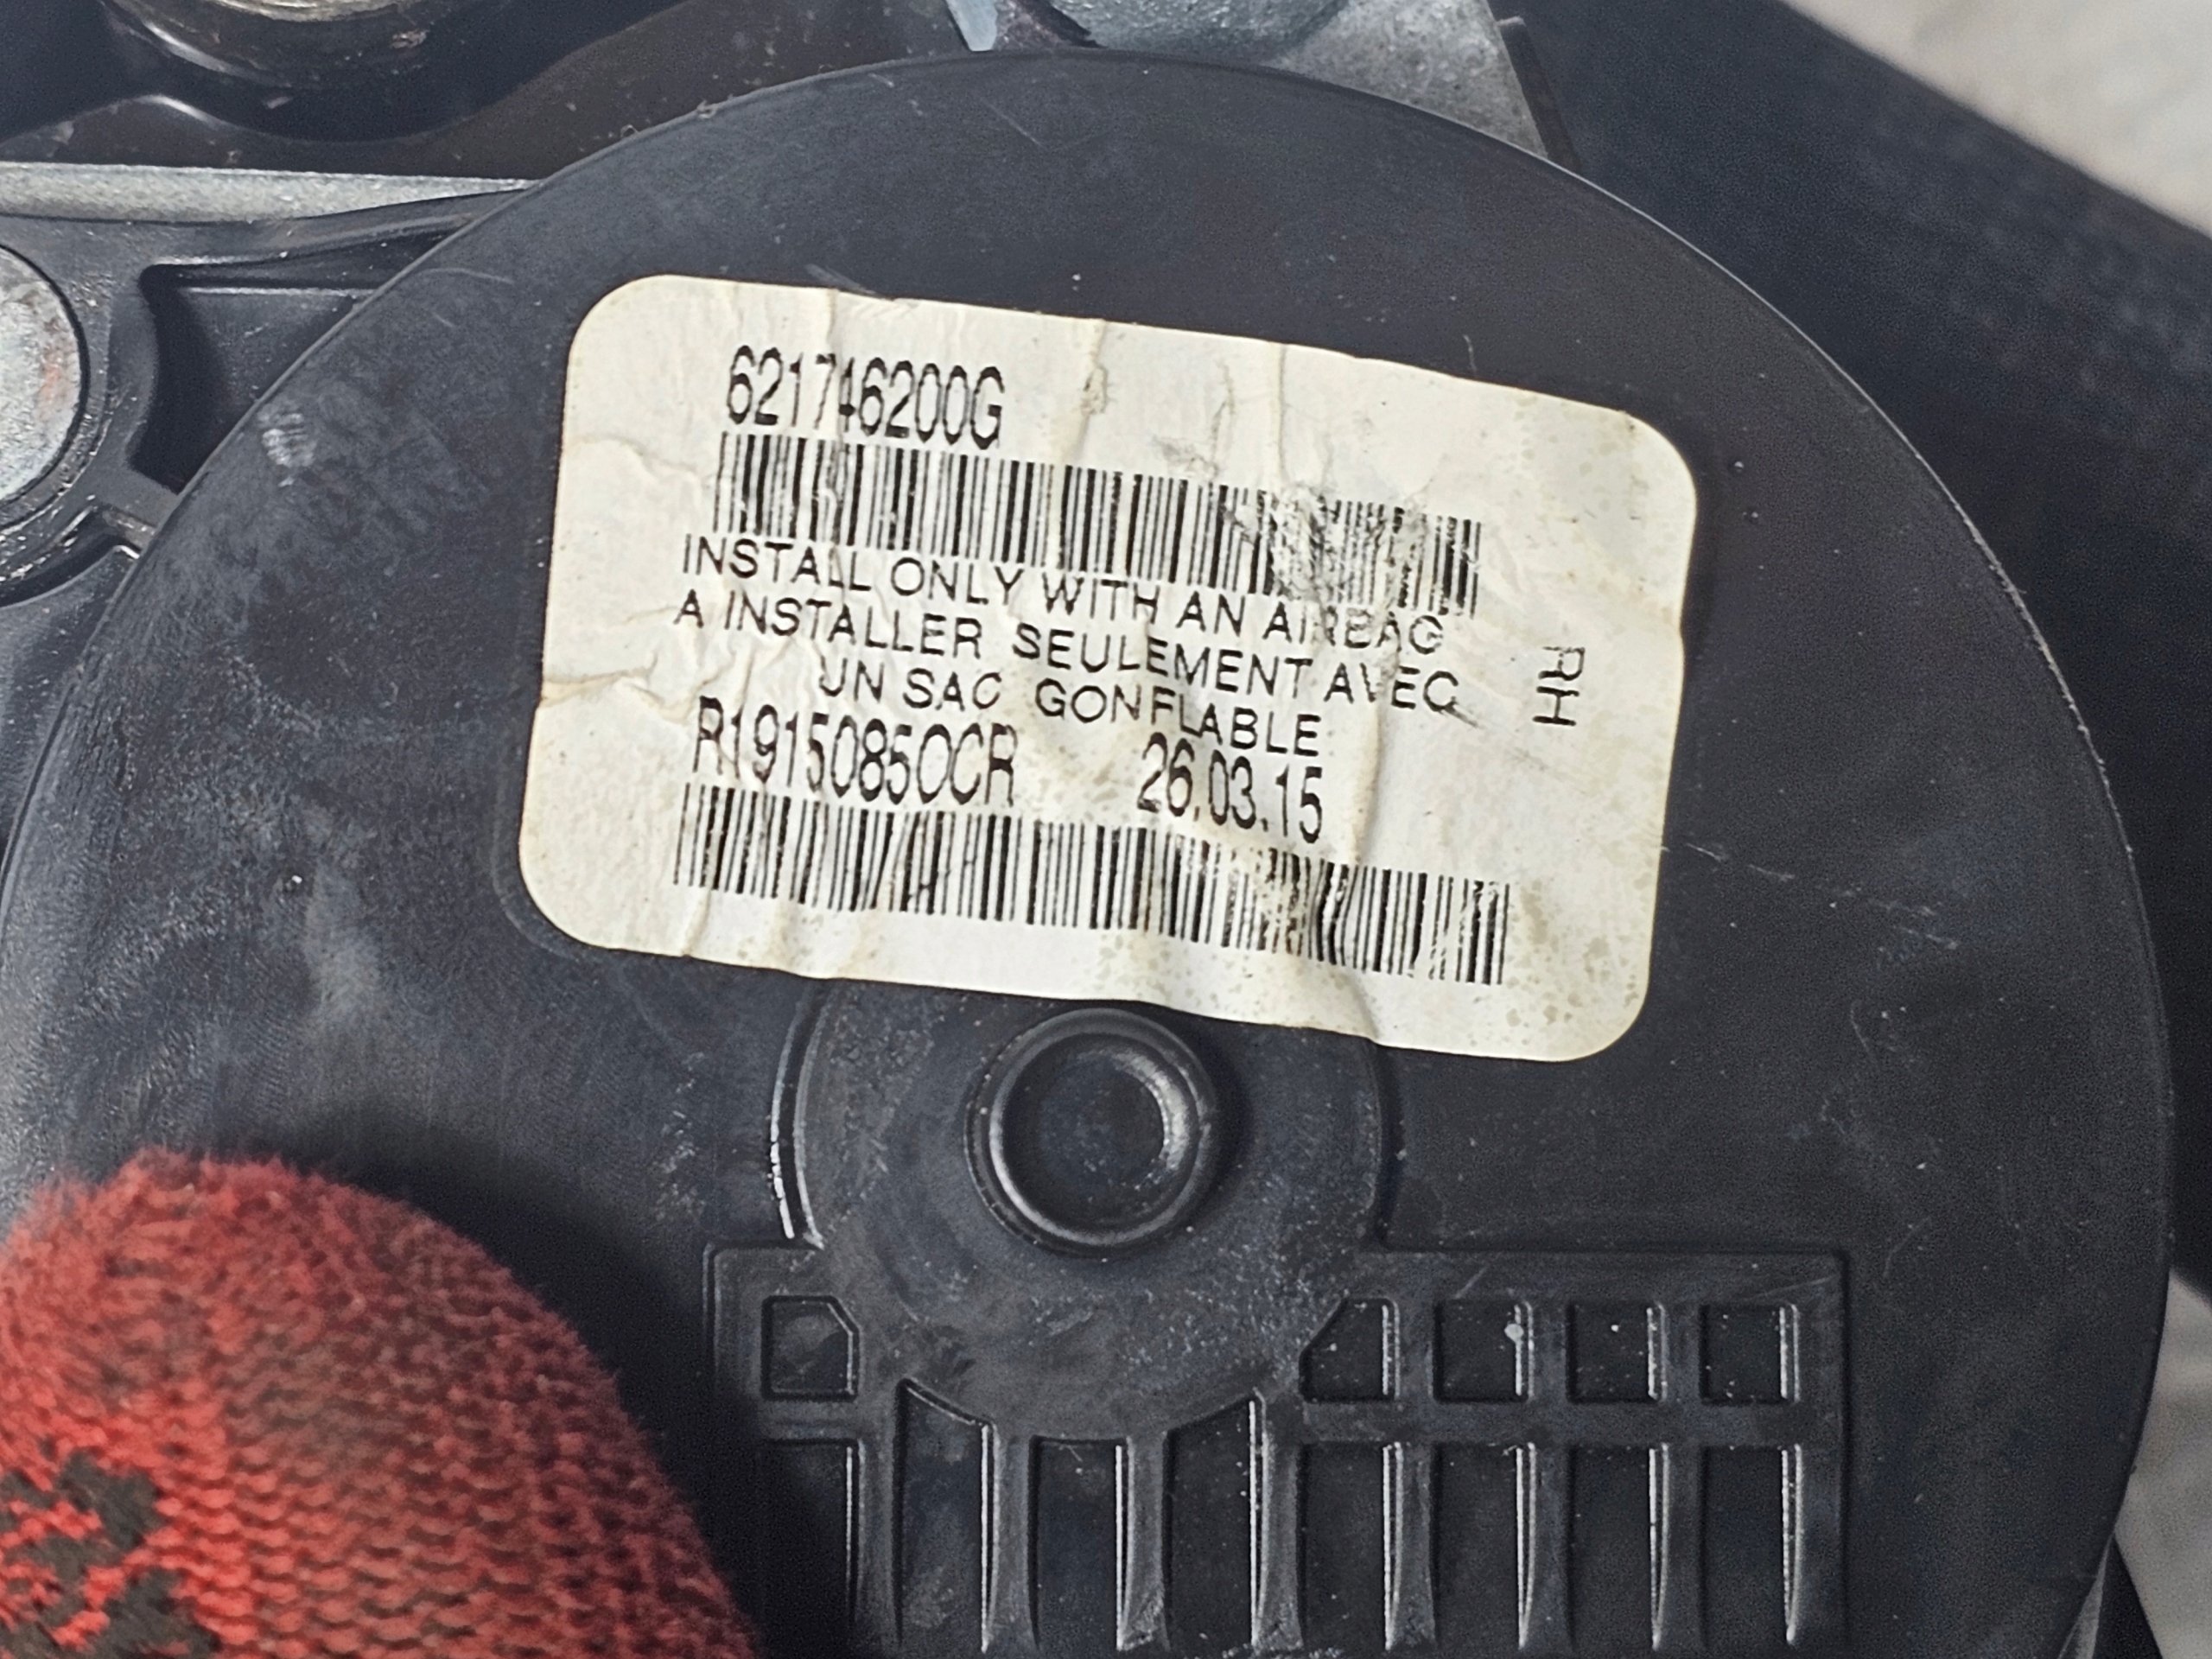 621746200G
INSTALL ONLY WITH AN AIRBAG
A INSTALLER SEULEMENT AVEC
UN SAC GONFLABLE
R1915085OCR 26.03.15
RH